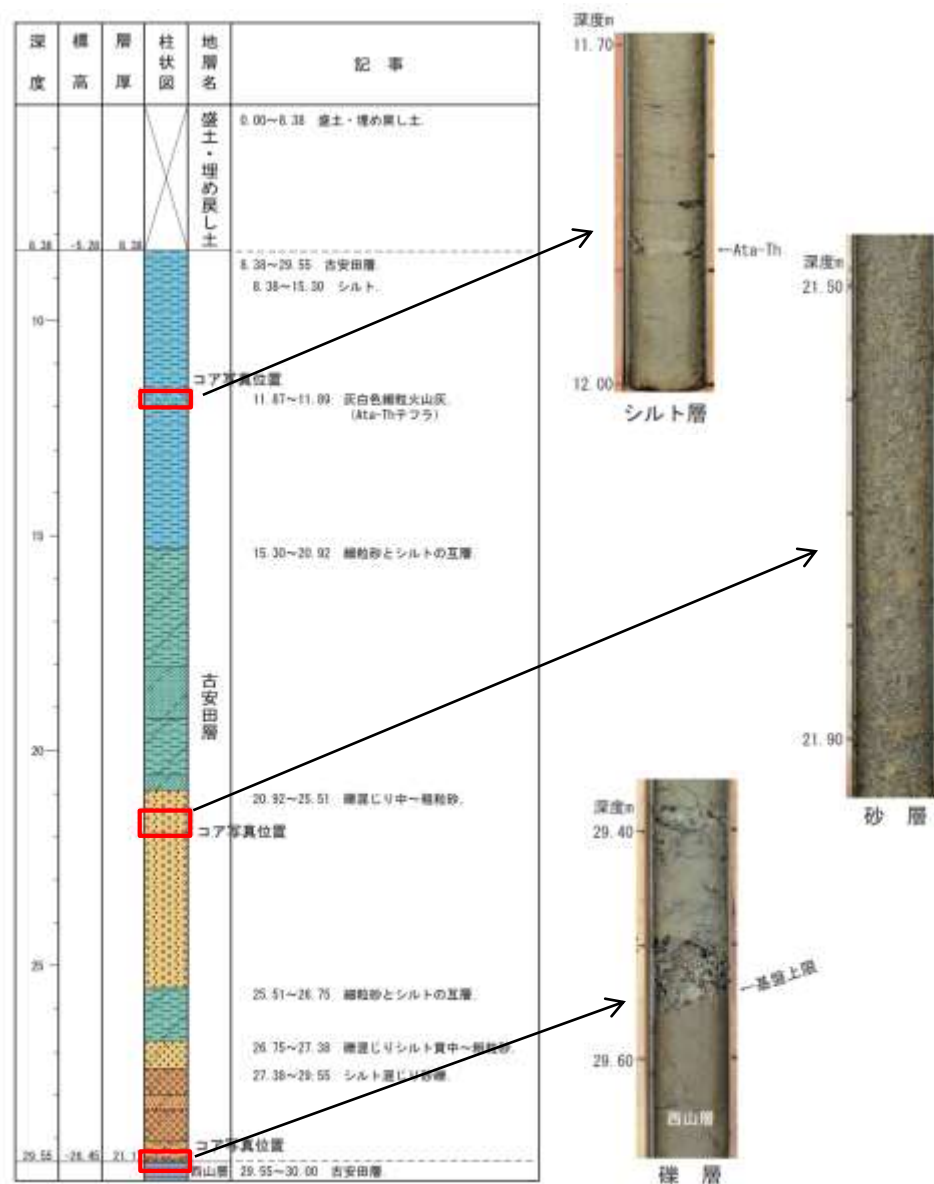 深度
標高
層厚
柱状図
地層名
記事
盛土・埋め戻し土
0.00～8.38 盛土・埋め戻し土.
8.38 -5.28 8.38
8.38～29.55 古安田層.
8.38～15.30 シルト.
10
コア写真位置
11.87～11.89 灰白色細粒火山灰.
(Ata-Thテフラ)
15
15.30～20.92 細粒砂とシルトの互層.
古安田層
20
20.92～25.51 礫混じり中～粗粒砂.
コア写真位置
25
25.51～26.75 細粒砂とシルトの互層.
26.75～27.38 礫混じりシルト質中～細粒砂.
27.38～29.55 シルト混じり砂礫.
コア写真位置
29.55 -26.45 21.1
西山層 29.55～30.00 古安田層.
深度m
11.70
←Ata-Th
12.00
シルト層
深度m
21.50
21.90
砂 層
深度m
29.40
←基盤上限
29.60
西山層
礫 層